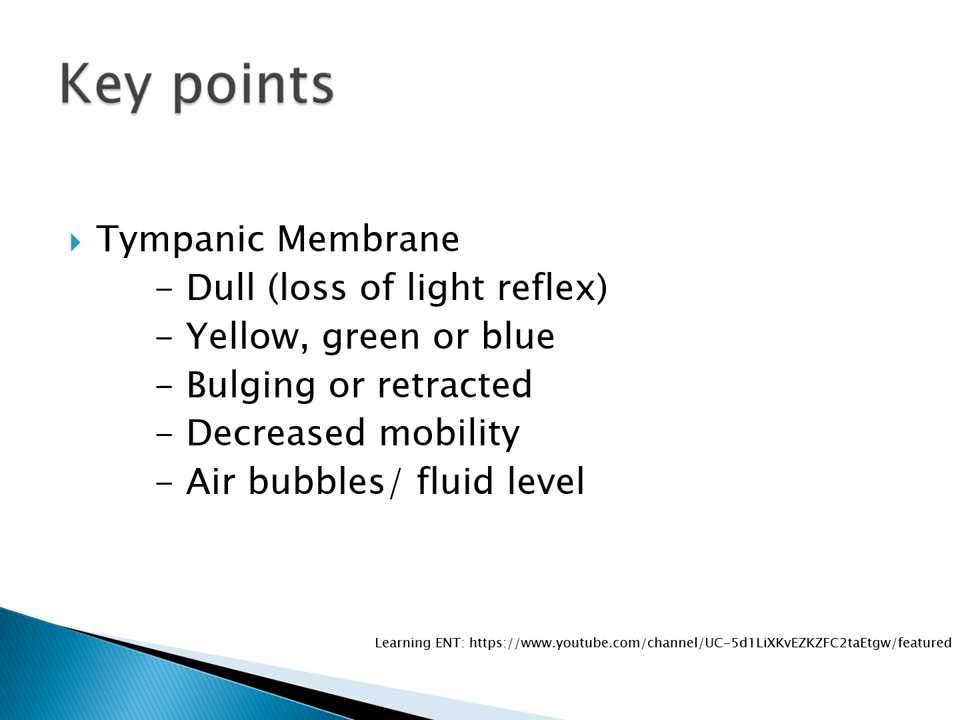 Key points
Tympanic Membrane
- Dull (loss of light reflex)
- Yellow, green or blue
- Bulging or retracted
- Decreased mobility
- Air bubbles/ fluid level
Learning ENT: https://www.youtube.com/channel/UC-5d1LiXKvEZKZFC2taEtgw/featured